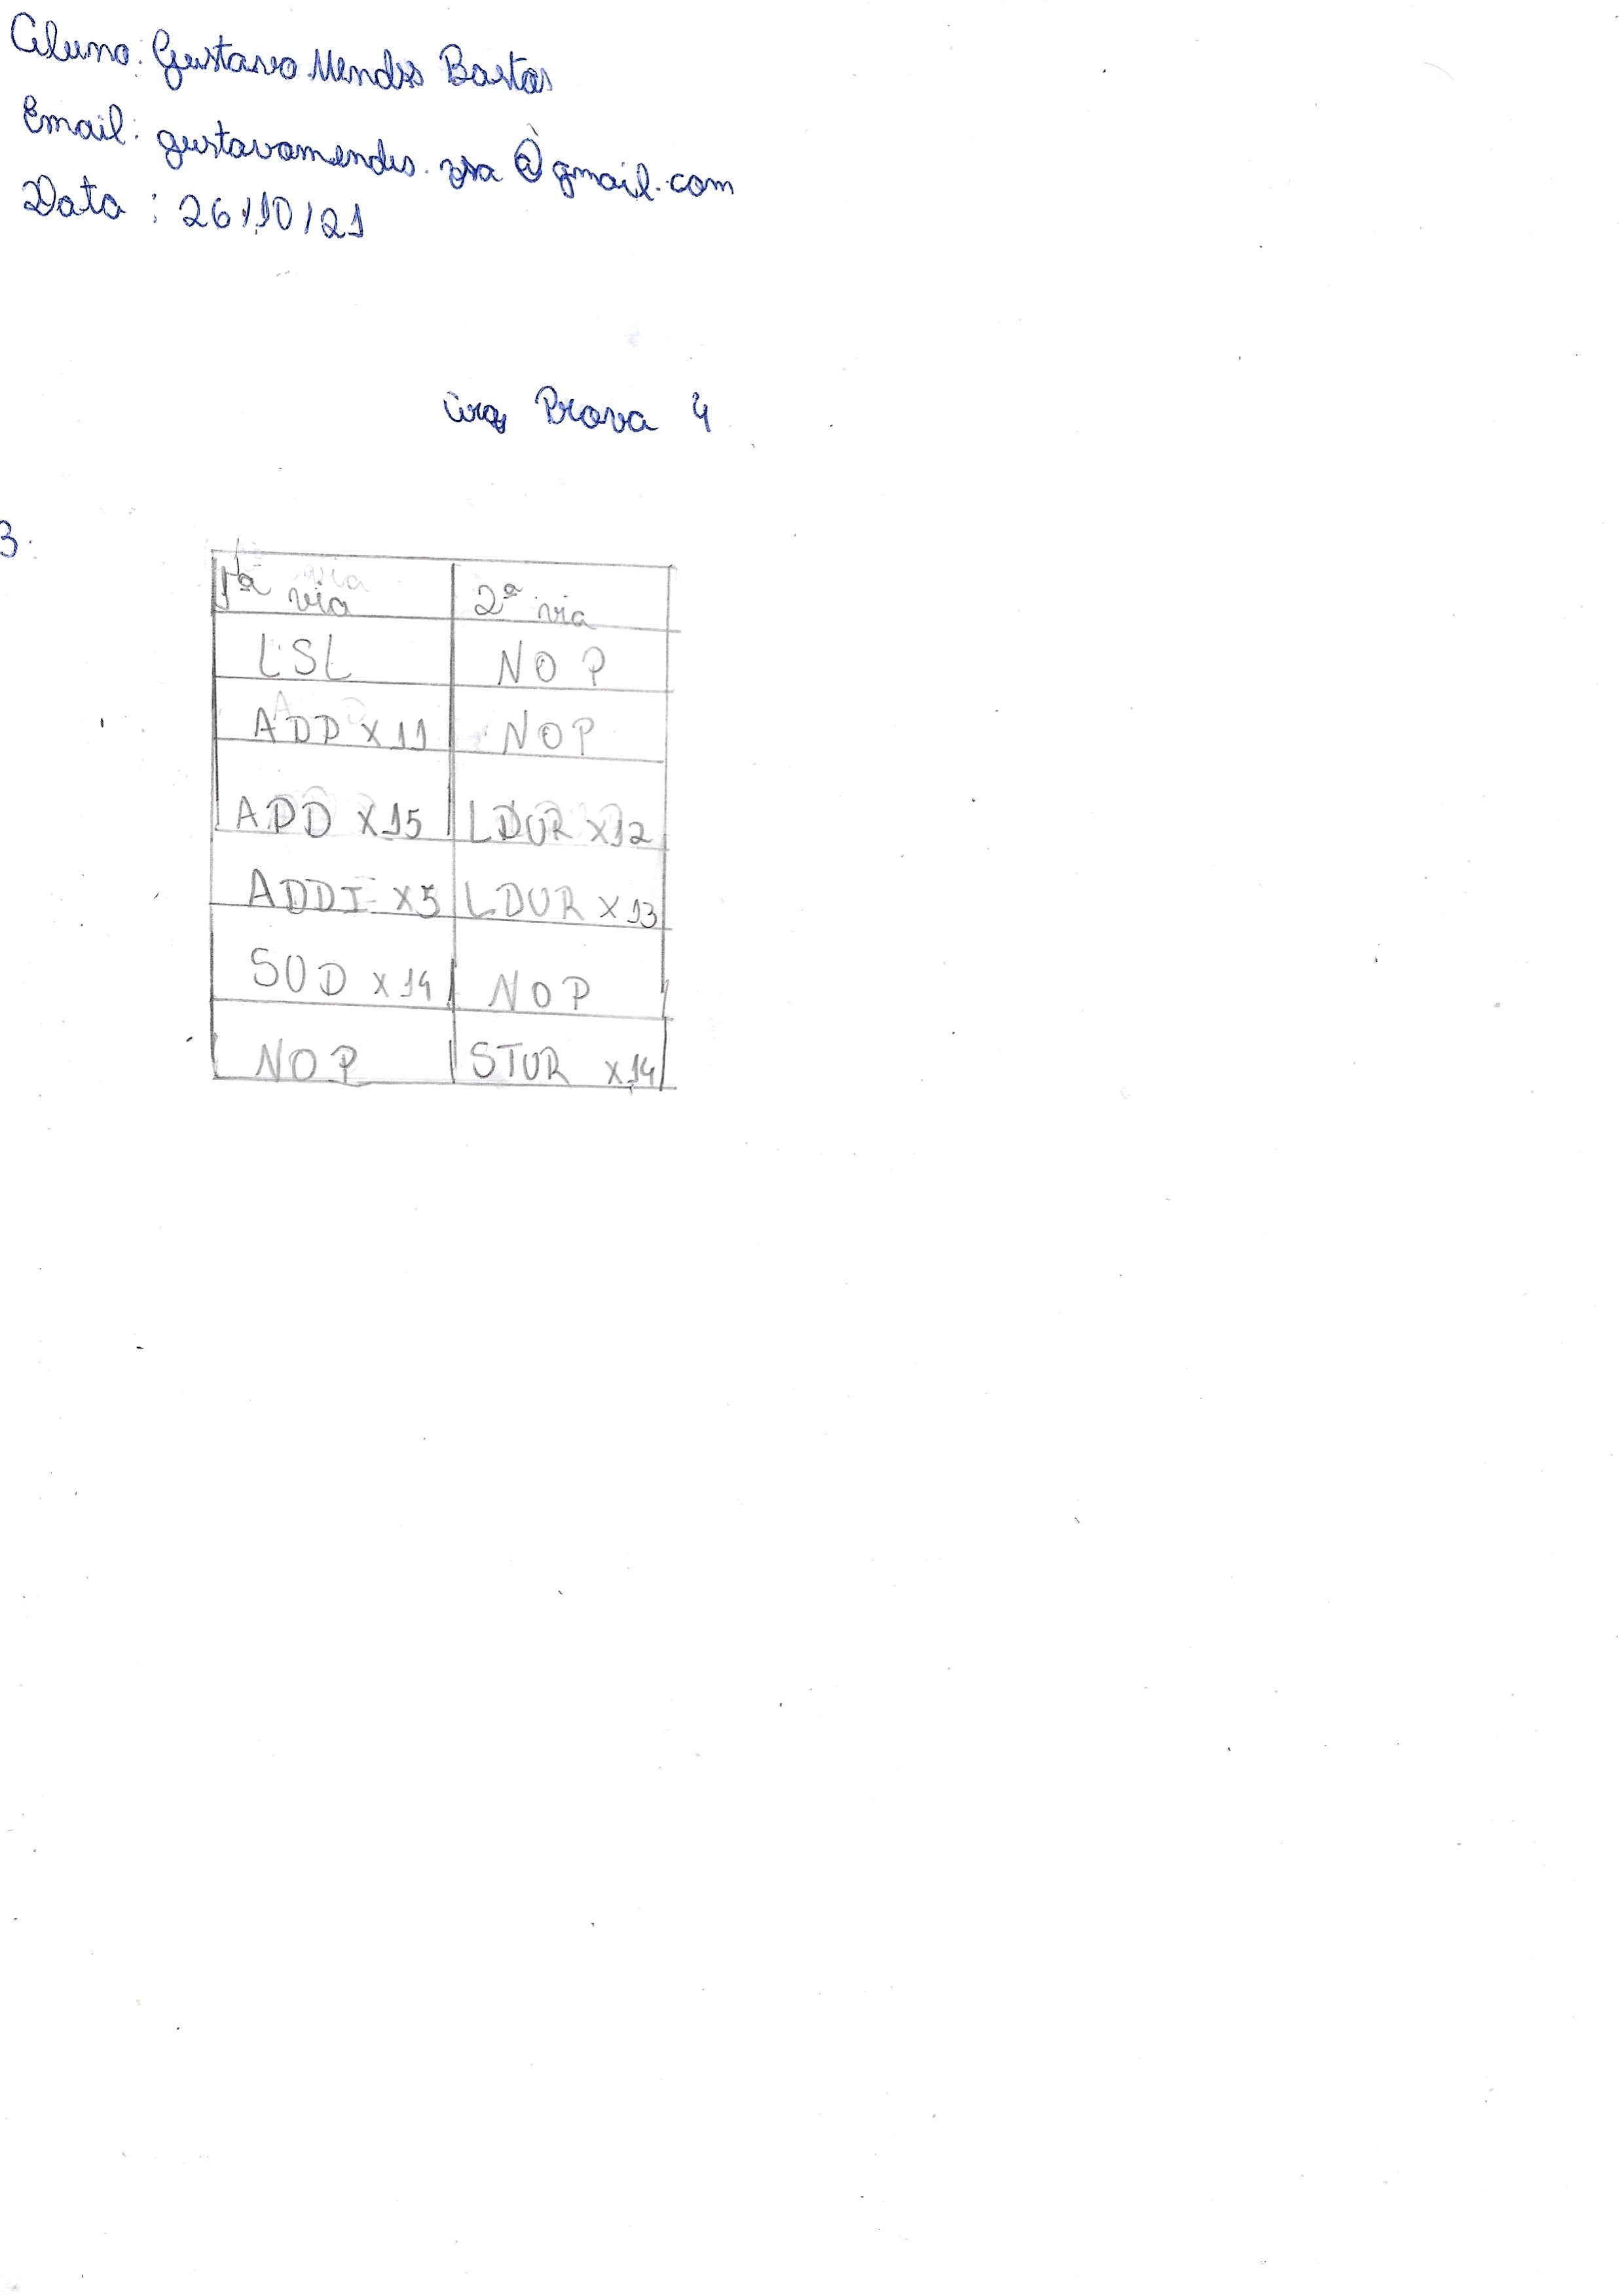 Aluno: Gustavo Mendes Bastos
Email: gustavomendes. @gmail.com
Data : 26/10/21
Arq Prova 4
3.
1ª via 2ª via
LSL NOP
ADD X11 NOP
ADD X15 LDUR X12
ADDI X5 LDUR X13
SUD X14 NOP
NOP STUR X14